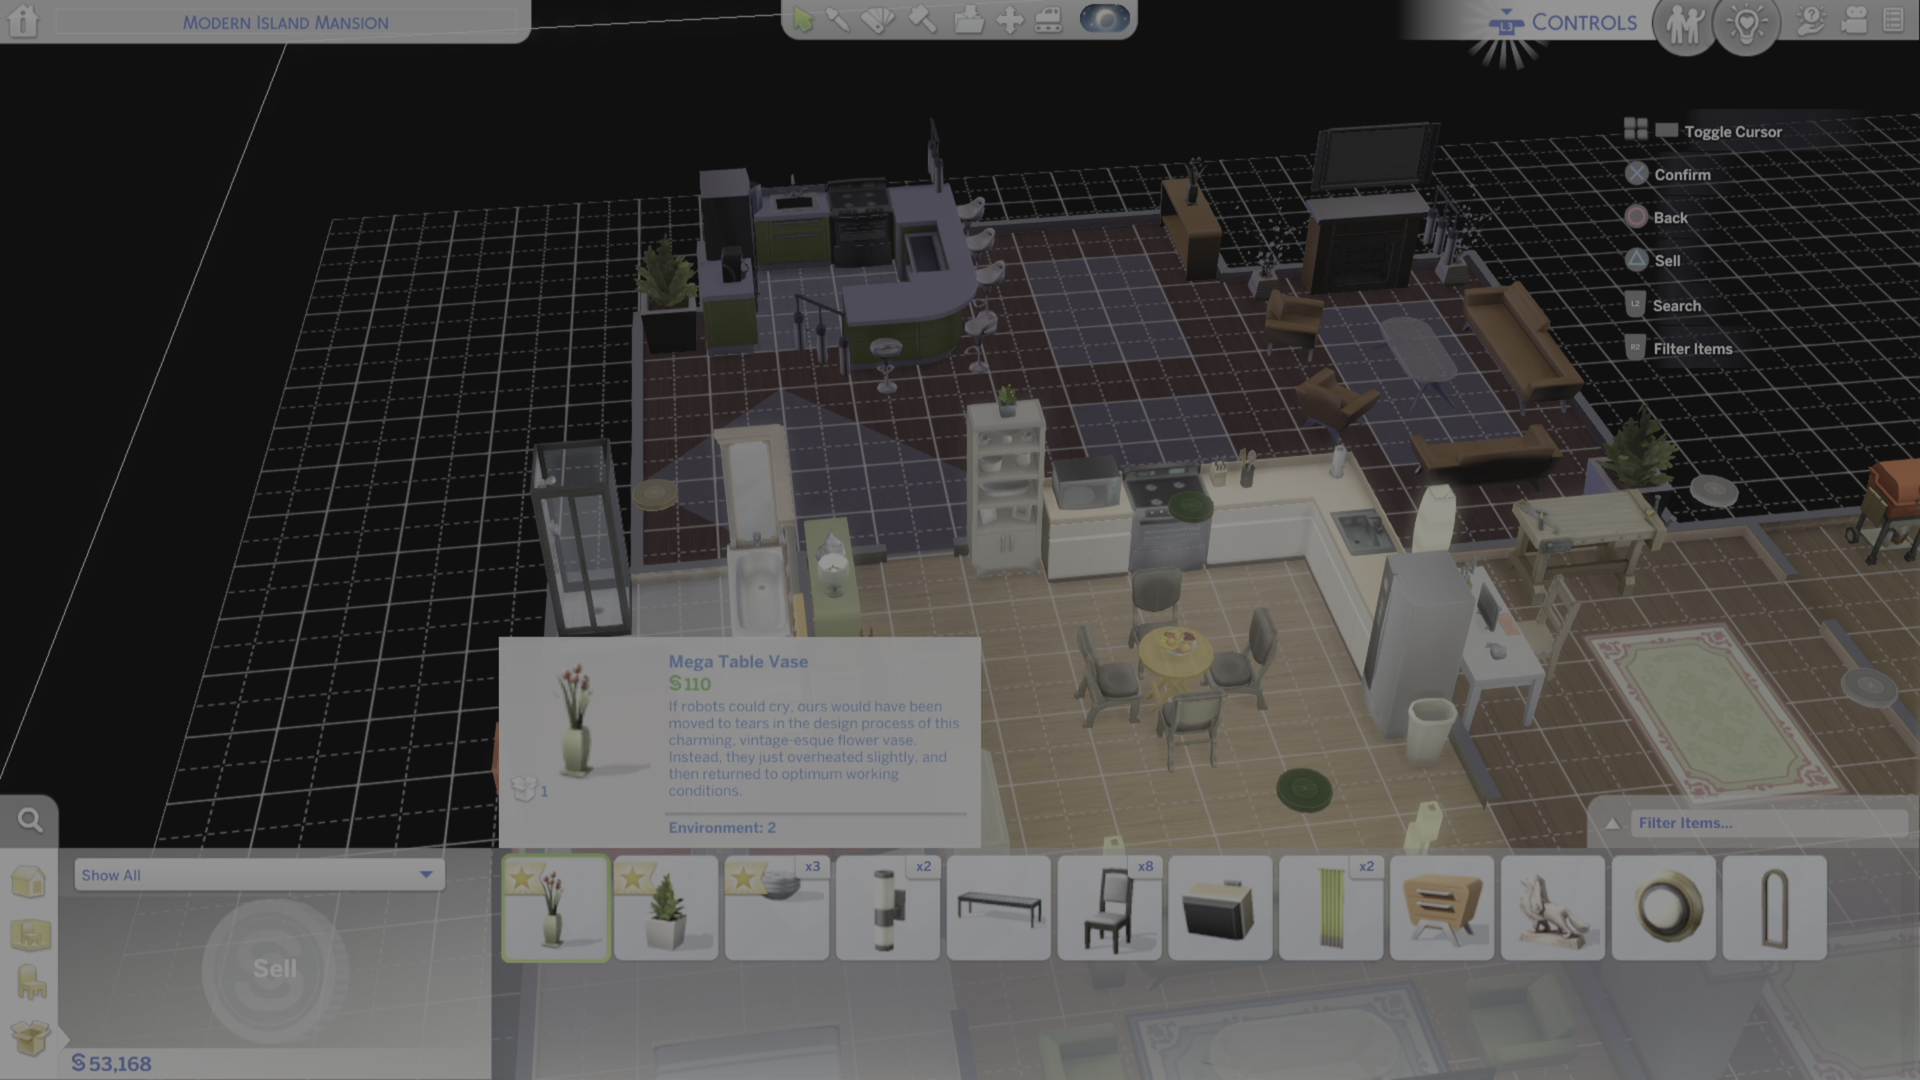 MODERN ISLAND MANSION
L3 CONTROLS
Toggle Cursor
Confirm
Back
Sell
L2 Search
R2 Filter Items
Mega Table Vase
§110
If robots could cry, ours would have been
moved to tears in the design process of this
charming, vintage-esque flower vase.
Instead, they just overheated slightly, and
then returned to optimum working
conditions.
1
Environment: 2
Filter Items...
Show All
x3
x2
x8
x2
Sell
§53,168